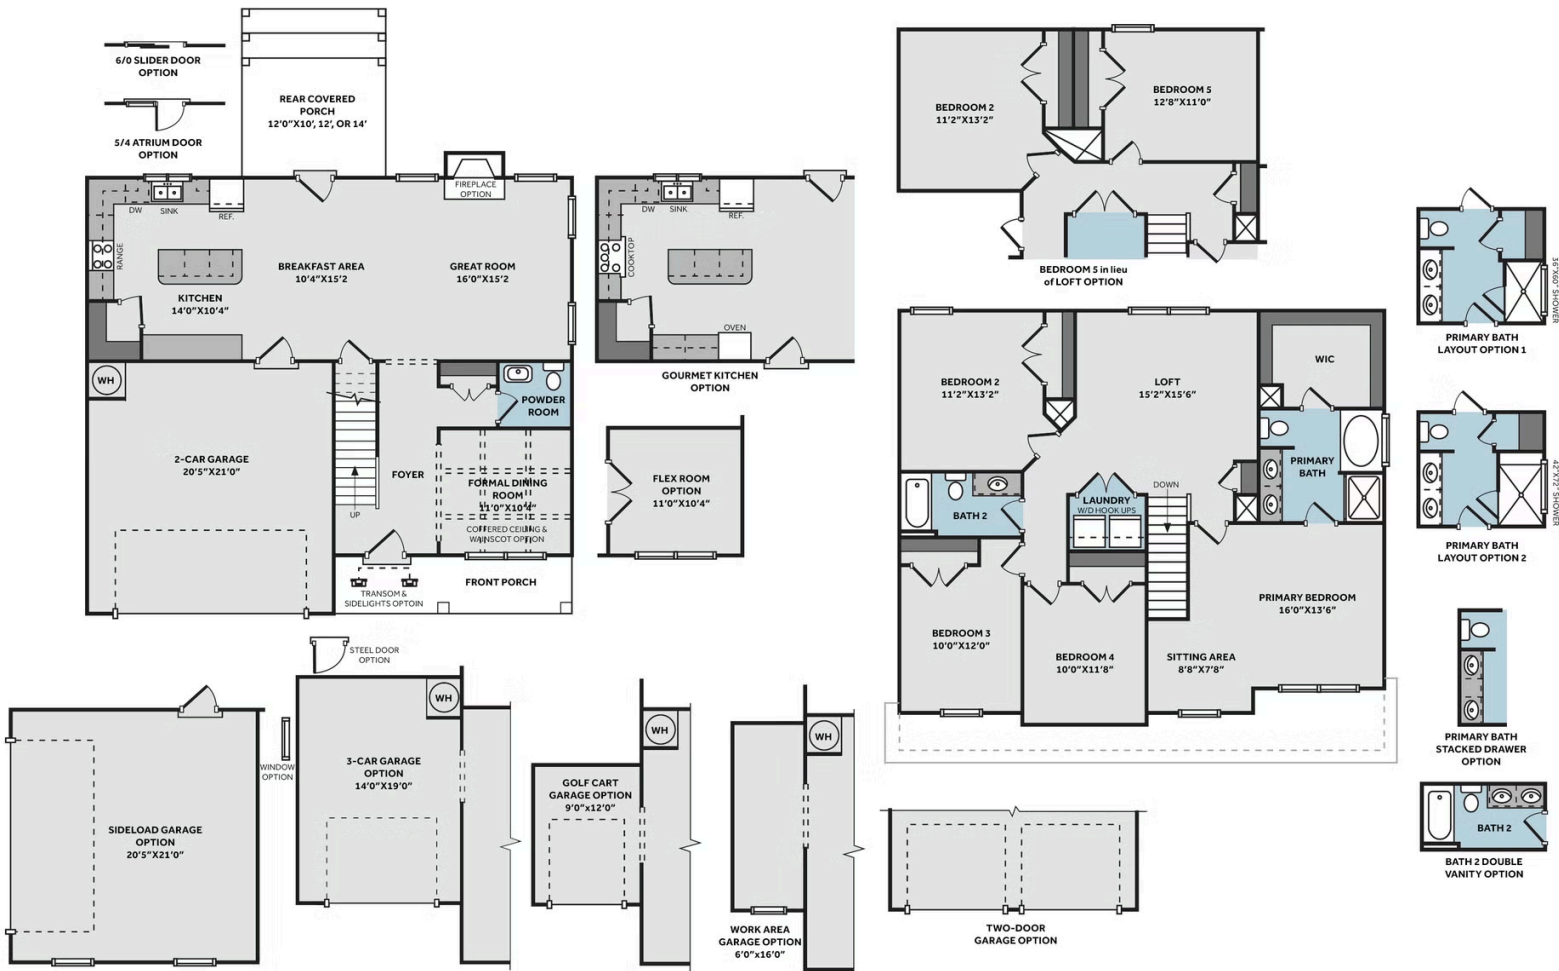 6/0 SLIDER DOOR
OPTION
5/4 ATRIUM DOOR
OPTION
REAR COVERED
PORCH
12'0"X10', 12', OR 14'
FIREPLACE
OPTION
DW
SINK
REF.
RANGE
KITCHEN
14'0"X10'4"
BREAKFAST AREA
10'4"X15'2
GREAT ROOM
16'0"X15'2
WH
2-CAR GARAGE
20'5"X21'0"
UP
FOYER
POWDER
ROOM
FORMAL DINING
ROOM
11'0"X10'4"
COFFERED CEILING &
WAINSCOT OPTION
FRONT PORCH
TRANSOM &
SIDELIGHTS OPTOIN
DW
SINK
REF.
COOKTOP
OVEN
GOURMET KITCHEN
OPTION
FLEX ROOM
OPTION
11'0"X10'4"
BEDROOM 2
11'2"X13'2"
BEDROOM 5
12'8"X11'0"
BEDROOM 5 in lieu
of LOFT OPTION
BEDROOM 2
11'2"X13'2"
LOFT
15'2"X15'6"
WIC
PRIMARY
BATH
BATH 2
LAUNDRY
W/D HOOK UPS
DOWN
BEDROOM 3
10'0"X12'0"
BEDROOM 4
10'0"X11'8"
SITTING AREA
8'8"X7'8"
PRIMARY BEDROOM
16'0"X13'6"
36"X60" SHOWER
PRIMARY BATH
LAYOUT OPTION 1
42"X72" SHOWER
PRIMARY BATH
LAYOUT OPTION 2
PRIMARY BATH
STACKED DRAWER
OPTION
BATH 2
BATH 2 DOUBLE
VANITY OPTION
SIDELOAD GARAGE
OPTION
20'5"X21'0"
WINDOW
OPTION
STEEL DOOR
OPTION
WH
3-CAR GARAGE
OPTION
14'0"X19'0"
WH
GOLF CART
GARAGE OPTION
9'0"x12'0"
WH
WORK AREA
GARAGE OPTION
6'0"x16'0"
TWO-DOOR
GARAGE OPTION